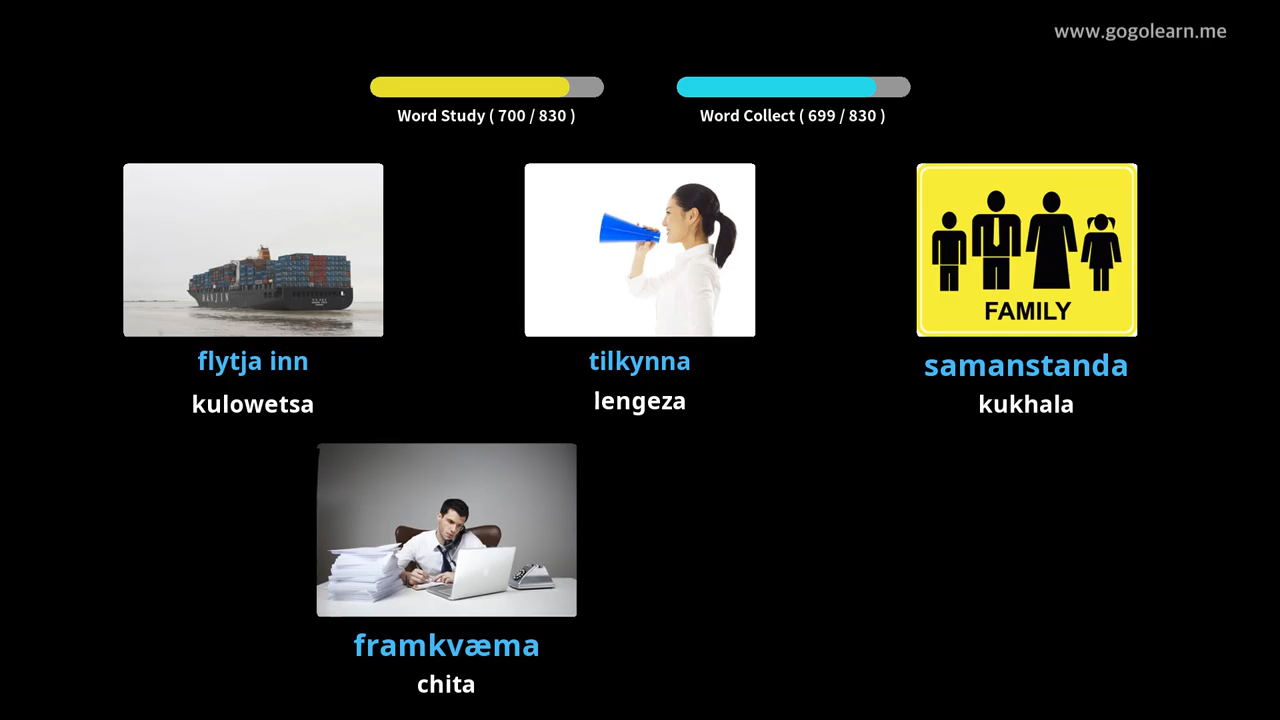 www.gogolearn.me
Word Study ( 700 / 830 )
Word Collect ( 699 / 830 )
HANJIN
FAMILY
flytja inn
tilkynna
samanstanda
kulowetsa
lengeza
kukhala
framkvæma
chita